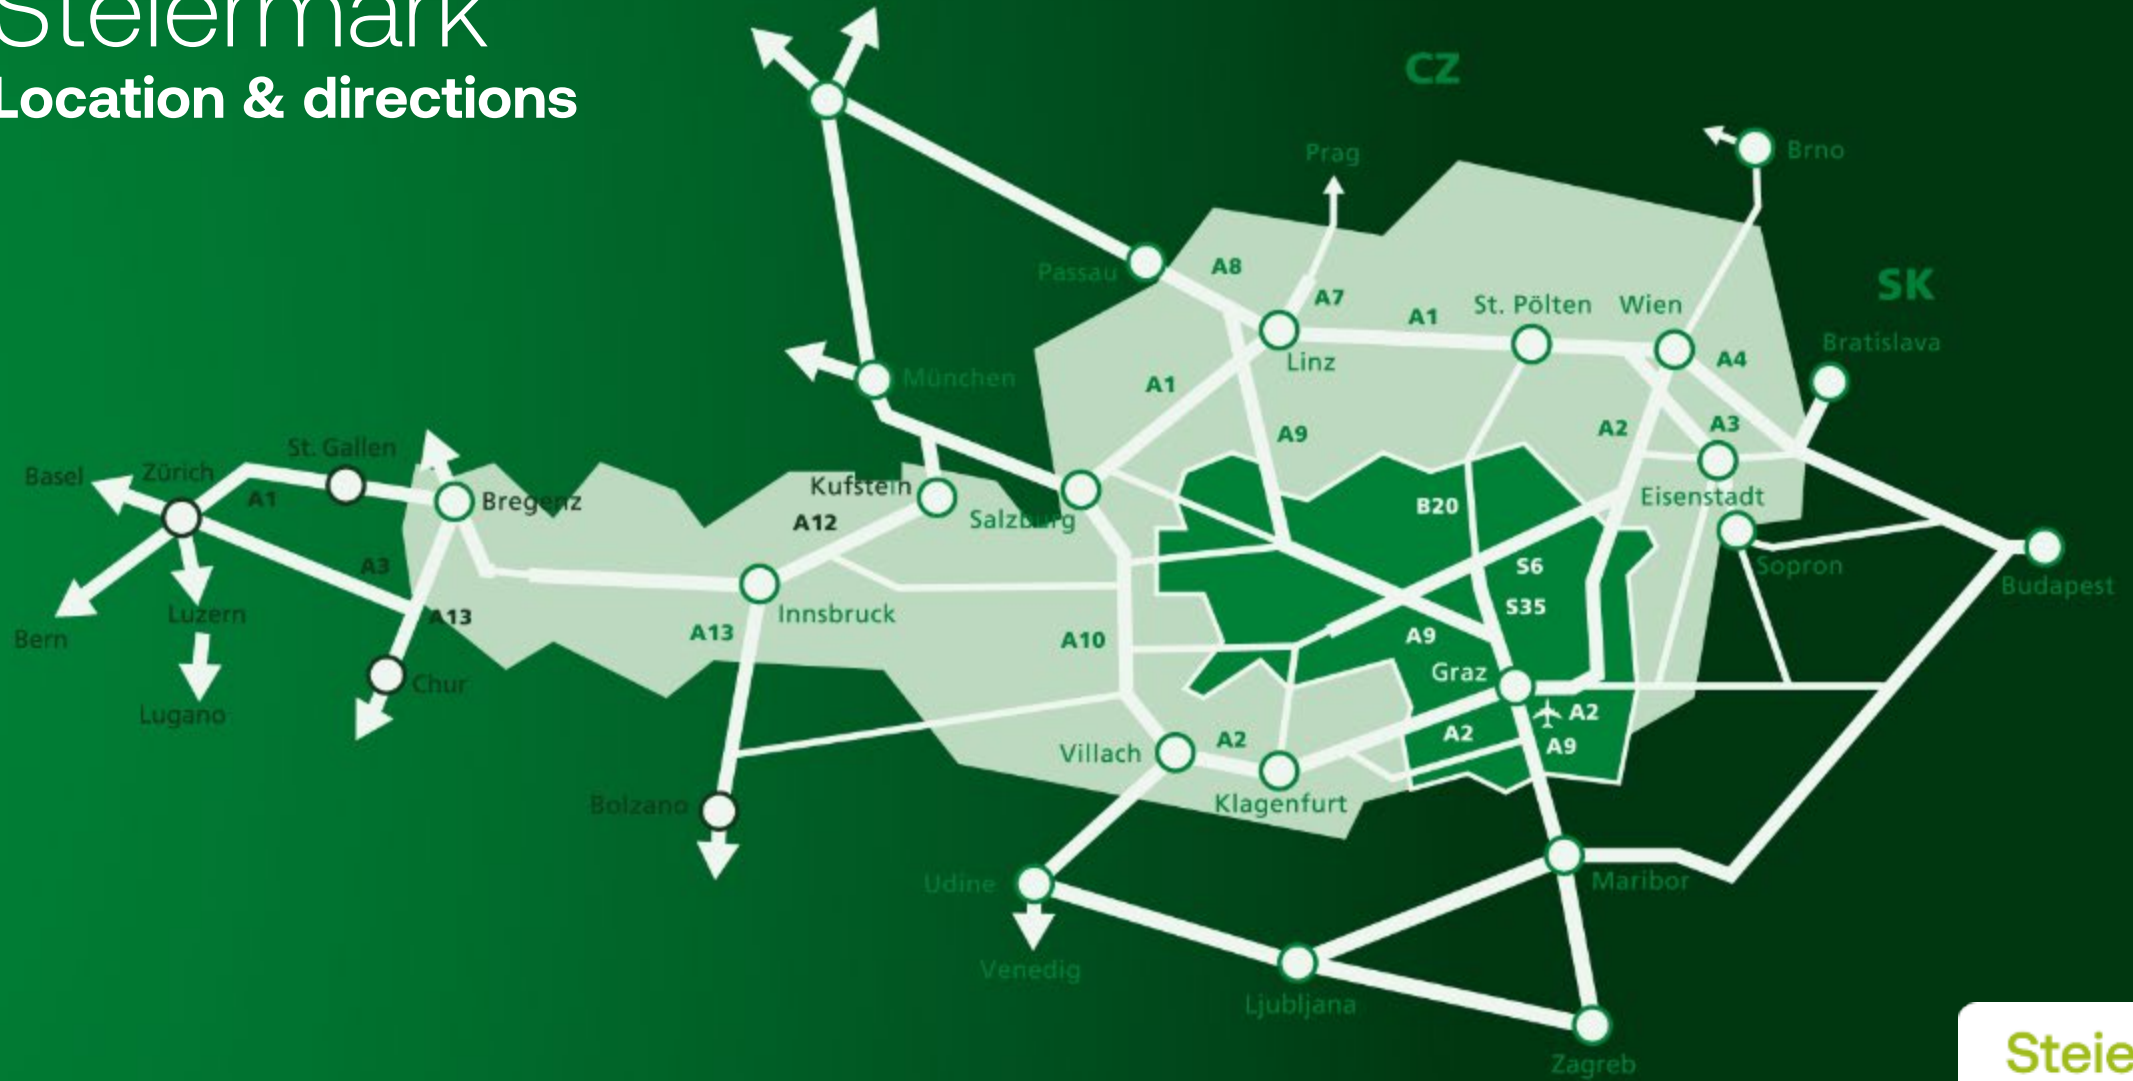 Steiermark
Location & directions
CZ
Prag
Brno
Passau
A8
A7
A1
St. Pölten
Wien
SK
Bratislava
Linz
A4
München
A1
A9
A2
A3
St. Gallen
Basel
Zürich
A1
Bregenz
Kufstein
A12
Salzburg
B20
Eisenstadt
A3
Luzern
A13
Innsbruck
A13
A10
S6
S35
Sopron
Budapest
Bern
A9
Graz
Chur
Lugano
Villach
A2
A2
A2
A9
Bolzano
Klagenfurt
Udine
Maribor
Venedig
Ljubljana
Zagreb
Steie